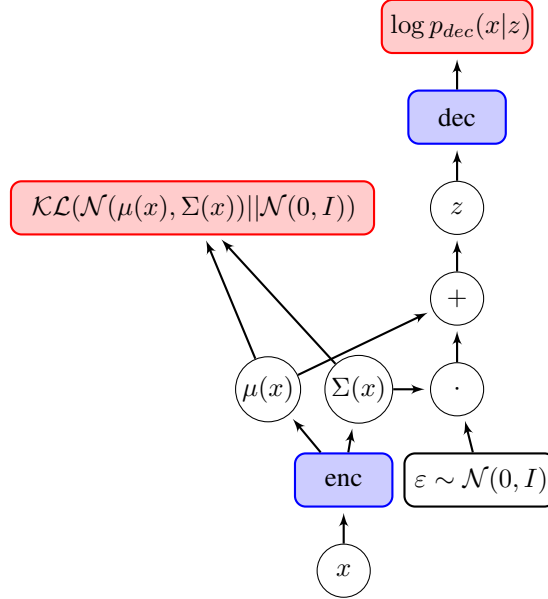 log p_{dec}(x|z)
dec
KL(N(μ(x), Σ(x))||N(0, I))
z
+
μ(x)
Σ(x)
·
enc
ε ∼ N(0, I)
x